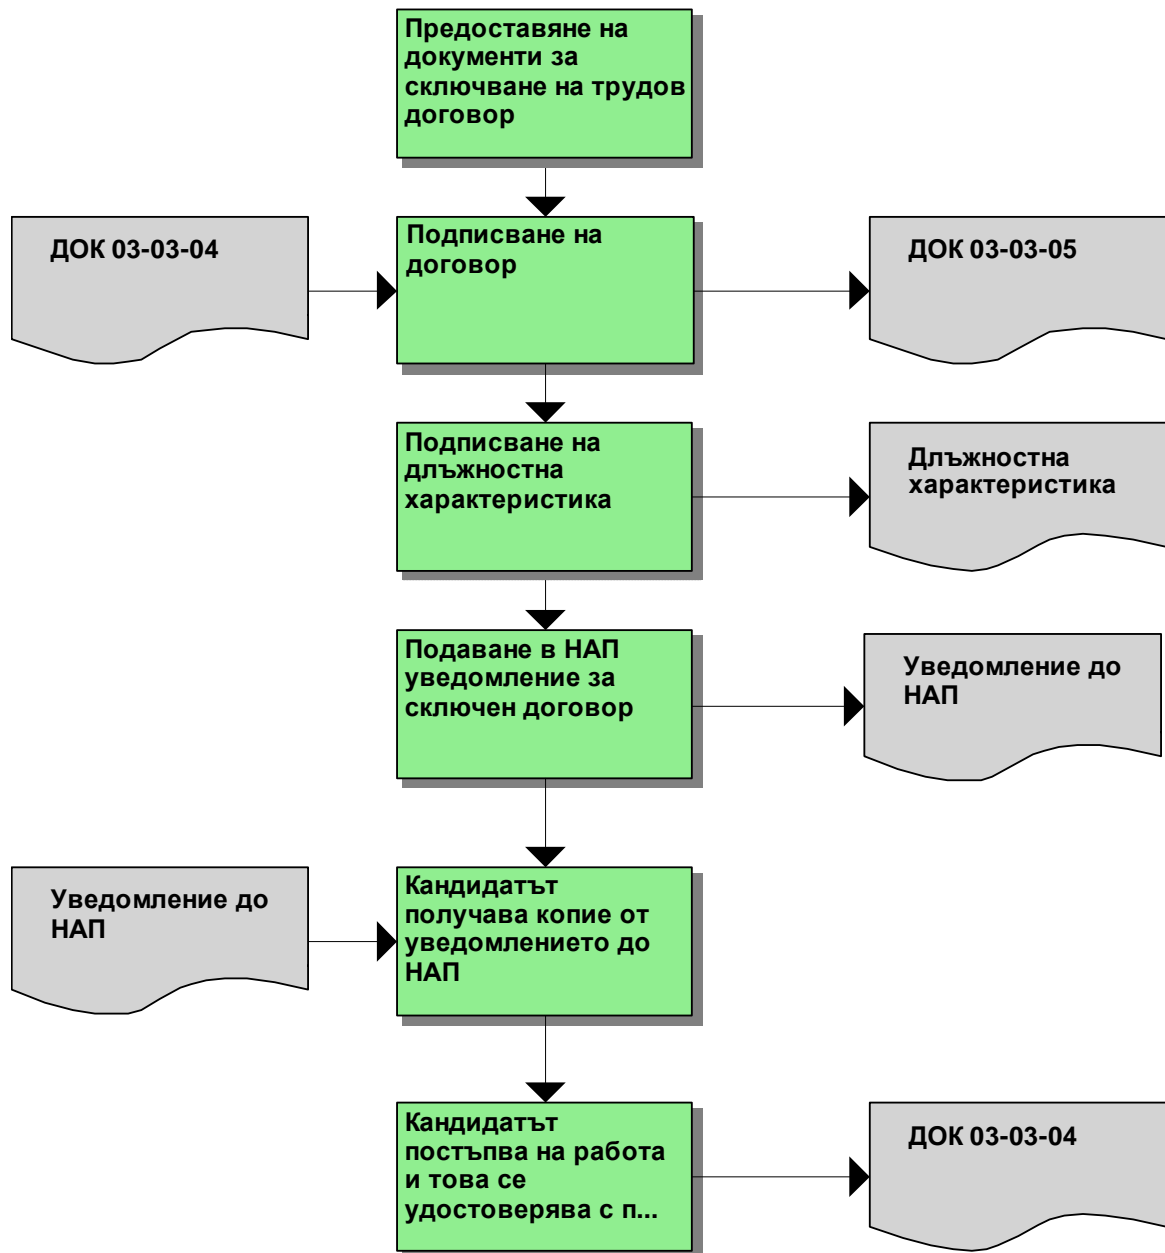 Предоставяне на
документи за
сключване на трудов
договор
ДОК 03-03-04
Подписване на
договор
ДОК 03-03-05
Подписване на
длъжностна
характеристика
Длъжностна
характеристика
Подаване в НАП
уведомление за
сключен договор
Уведомление до
НАП
Уведомление до
НАП
Кандидатът
получава копие от
уведомлението до
НАП
Кандидатът
постъпва на работа
и това се
удостоверява с п...
ДОК 03-03-04